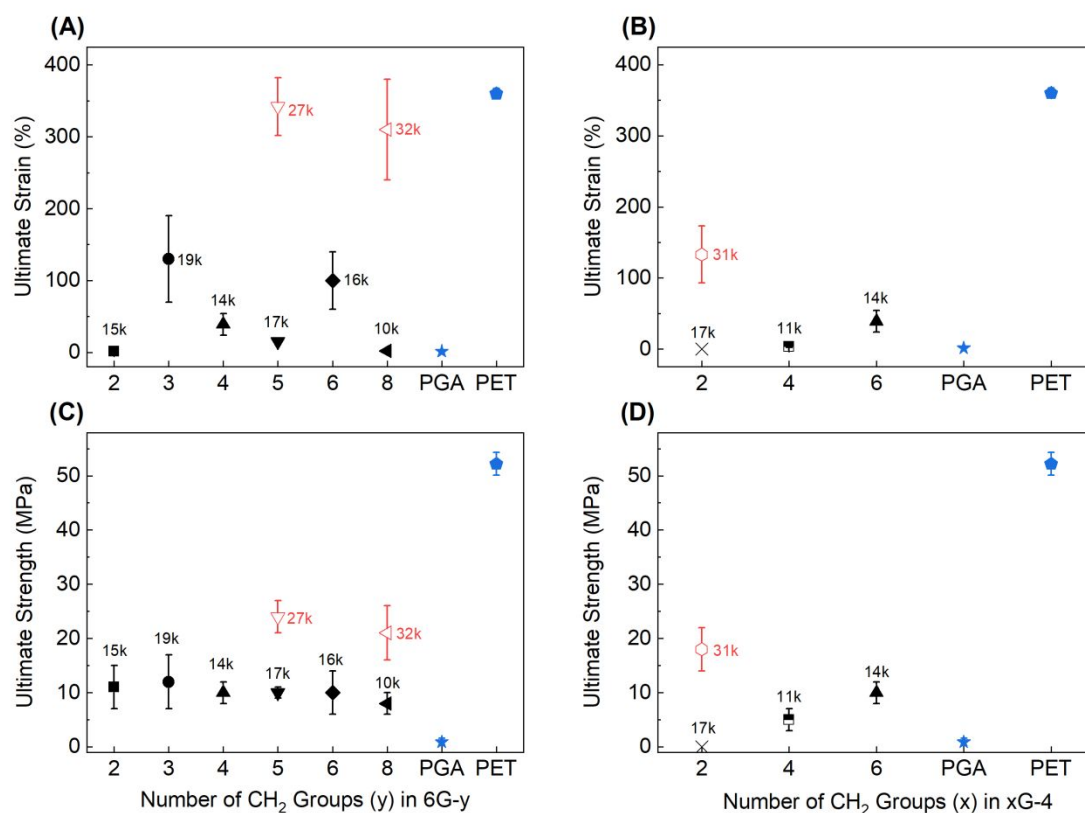 (A)
Ultimate Strain (%)
400
300
200
100
0
15k
19k
14k
17k
27k
16k
32k
10k
2 3 4 5 6 8 PGA PET
(B)
Ultimate Strain (%)
400
300
200
150
100
50
0
31k
17k
11k
14k
2 4 6 PGA PET
(C)
Ultimate Strength (MPa)
50
40
30
20
10
0
15k
19k
14k
17k
27k
16k
32k
10k
2 3 4 5 6 8 PGA PET
Number of CH₂ Groups (y) in 6G-y
(D)
Ultimate Strength (MPa)
50
40
30
20
10
0
31k
17k
11k
14k
2 4 6 PGA PET
Number of CH₂ Groups (x) in xG-4